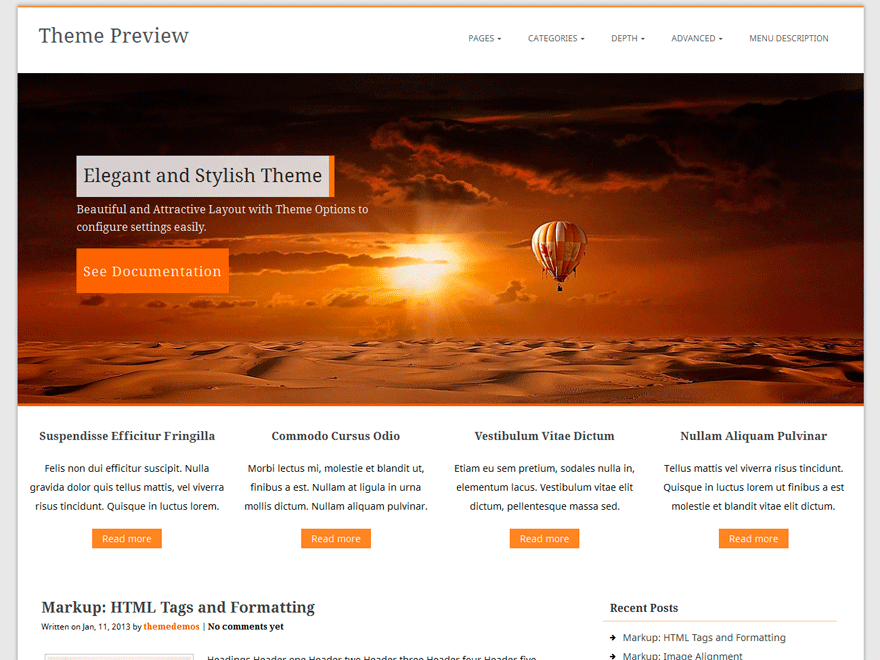 Theme Preview
PAGES CATEGORIES DEPTH ADVANCED MENU DESCRIPTION
Elegant and Stylish Theme
Beautiful and Attractive Layout with Theme Options to
configure settings easily.
See Documentation
Suspendisse Efficitur Fringilla
Felis non dui efficitur suscipit. Nulla
gravida dolor quis tellus mattis, vel viverra
risus tincidunt. Quisque in luctus lorem.
Read more
Commodo Cursus Odio
Morbi lectus mi, molestie et blandit ut,
finibus a est. Nullam at ligula in urna
mollis dictum. Nullam aliquam pulvinar.
Read more
Vestibulum Vitae Dictum
Etiam eu sem pretium, sodales nulla in,
elementum lacus. Vestibulum vitae elit
dictum, pellentesque massa sed.
Read more
Nullam Aliquam Pulvinar
Tellus mattis vel viverra risus tincidunt.
Quisque in luctus lorem ut finibus a est
molestie et blandit vitae elit dictum.
Read more
Markup: HTML Tags and Formatting
Written on Jan, 11, 2013 by themedemos | No comments yet
Headings Header one Header two Header three Header four Header five
Recent Posts
Markup: HTML Tags and Formatting
Markup: Image Alignment